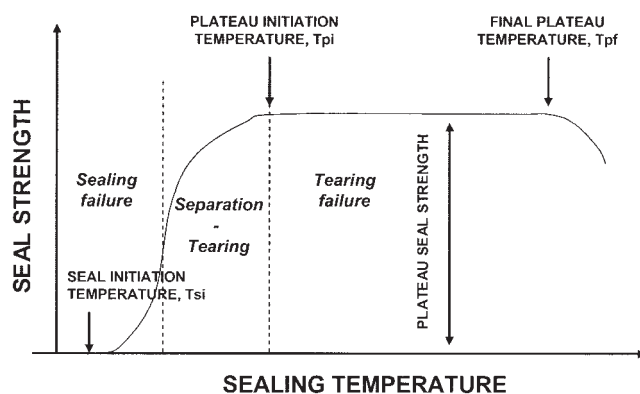 PLATEAU INITIATION
TEMPERATURE, Tpi
FINAL PLATEAU
TEMPERATURE, Tpf
SEAL STRENGTH
Sealing
failure
Separation
-
Tearing
Tearing
failure
PLATEAU SEAL STRENGTH
SEAL INITIATION
TEMPERATURE, Tsi
SEALING TEMPERATURE